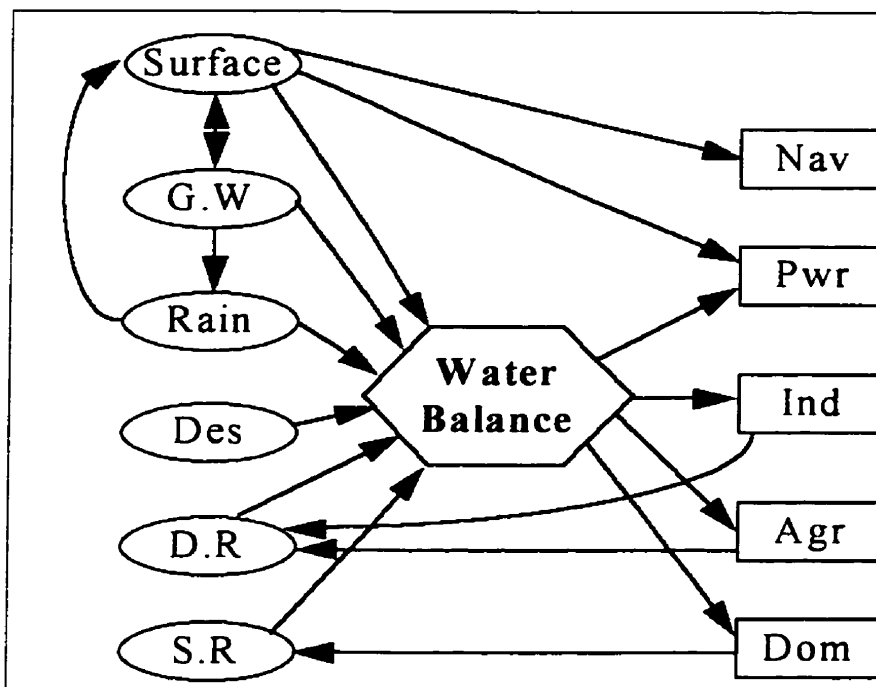 Surface
G.W
Rain
Des
D.R
S.R
Water
Balance
Nav
Pwr
Ind
Agr
Dom